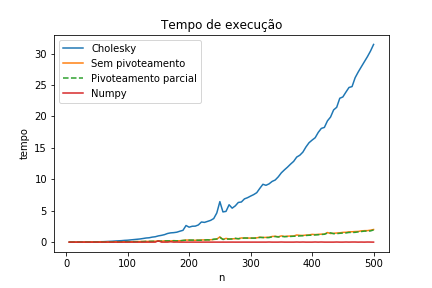 Tempo de execução
Cholesky
Sem pivoteamento
Pivoteamento parcial
Numpy
tempo
30
25
20
15
10
5
0
0
100
200
300
400
500
n